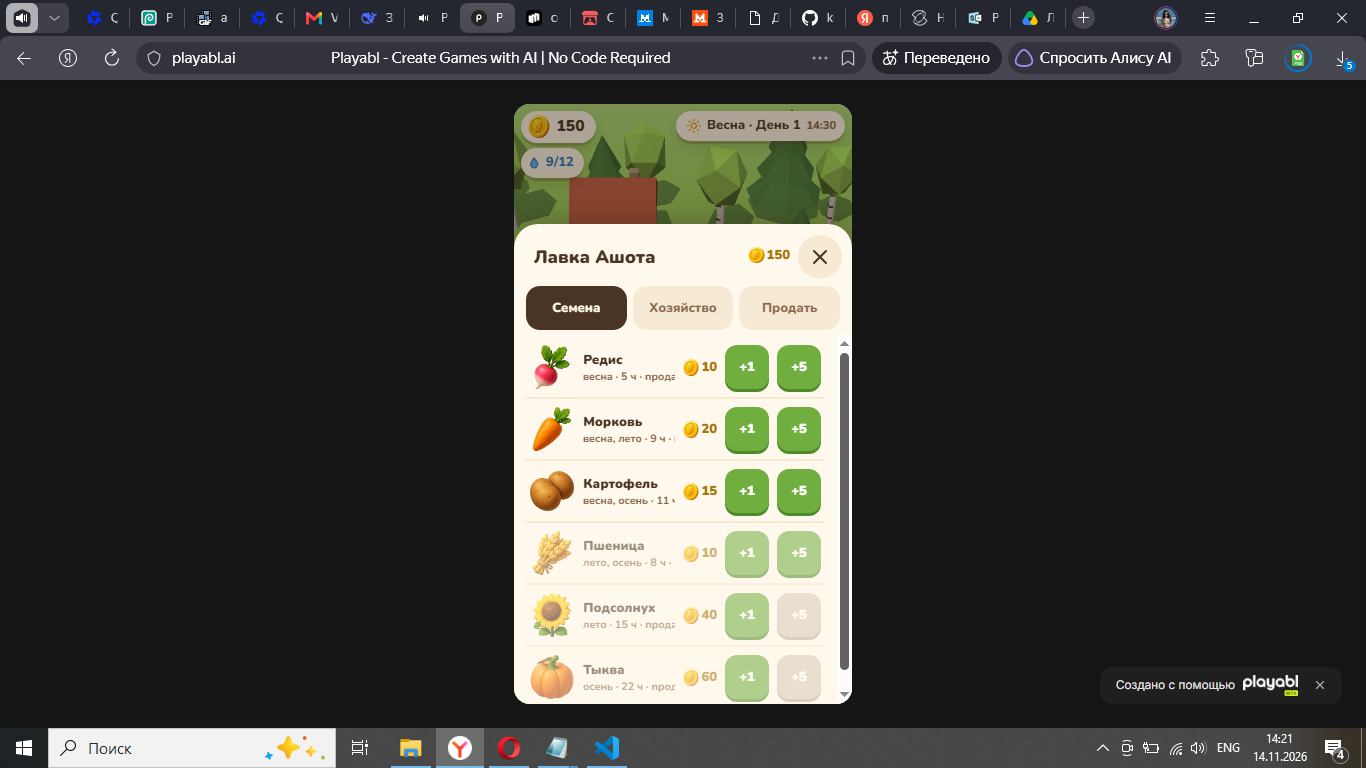 playabl.ai
Playabl - Create Games with AI | No Code Required
Переведено
Спросить Алису AI
5
150
Весна · День 1 14:30
9/12
Лавка Ашота
150
Семена
Хозяйство
Продать
Редис
весна · 5 ч · прода
10
+1
+5
Морковь
весна, лето · 9 ч ·
20
+1
+5
Картофель
весна, осень · 11 ч
15
+1
+5
Пшеница
лето, осень · 8 ч ·
10
+1
+5
Подсолнух
лето · 15 ч · прода
40
+1
+5
Тыква
осень · 22 ч · прод
60
+1
+5
Создано с помощью playabl BETA
Поиск
ENG
14:21
14.11.2026
4